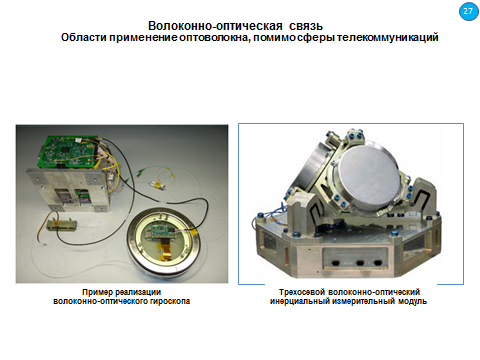 27
Волоконно-оптическая связь
Области применение оптоволокна, помимо сферы телекоммуникаций
Пример реализации
волоконно-оптического гироскопа
Трехосевой волоконно-оптический
инерциальный измерительный модуль